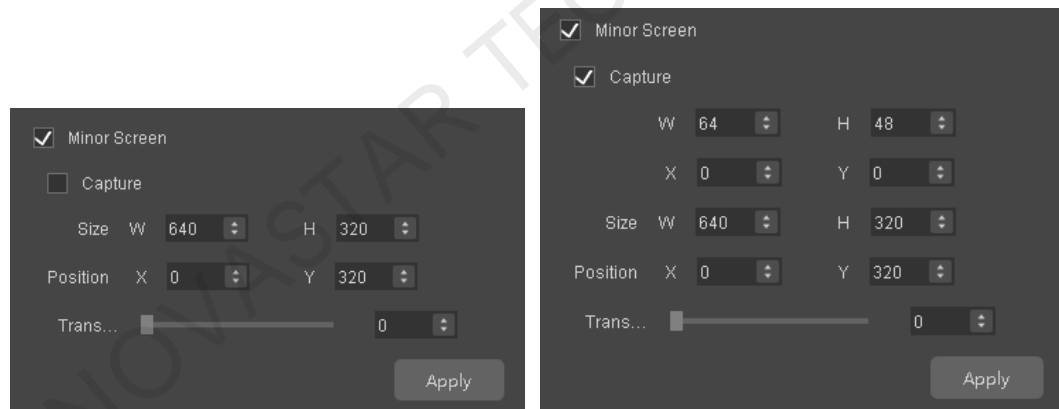 Minor Screen
Capture
Size W 640 H 320
Position X 0 Y 320
Trans... 0
Apply
Minor Screen
Capture
W 64 H 48
X 0 Y 0
Size W 640 H 320
Position X 0 Y 320
Trans... 0
Apply
NOVASTAR